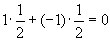 1·1/2 + (−1)·1/2 = 0